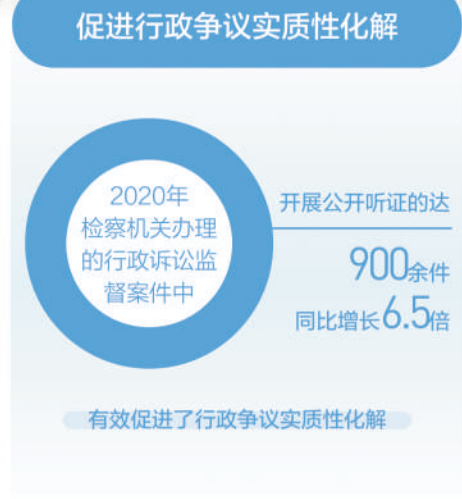 促进行政争议实质性化解
2020年
检察机关办理
的行政诉讼监
督案件中
开展公开听证的达
900余件
同比增长6.5倍
有效促进了行政争议实质性化解